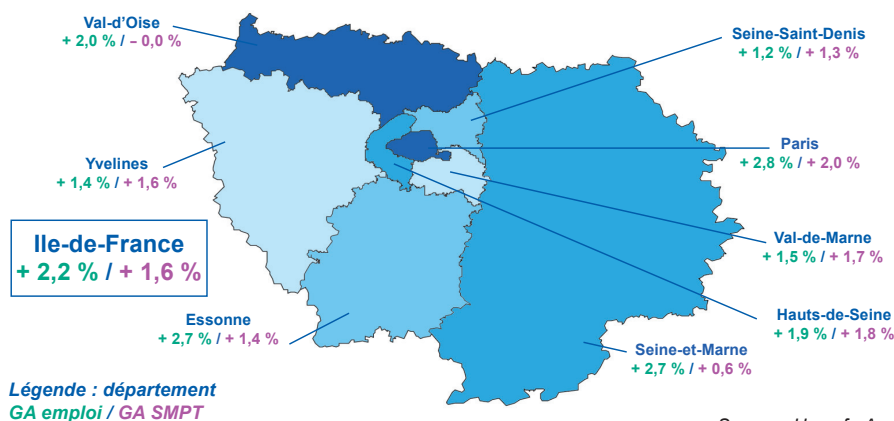 Val-d'Oise
+ 2,0 % / – 0,0 %
Seine-Saint-Denis
+ 1,2 % / + 1,3 %
Paris
+ 2,8 % / + 2,0 %
Yvelines
+ 1,4 % / + 1,6 %
Ile-de-France
+ 2,2 % / + 1,6 %
Val-de-Marne
+ 1,5 % / + 1,7 %
Hauts-de-Seine
+ 1,9 % / + 1,8 %
Essonne
+ 2,7 % / + 1,4 %
Seine-et-Marne
+ 2,7 % / + 0,6 %
Légende : département
GA emploi / GA SMPT